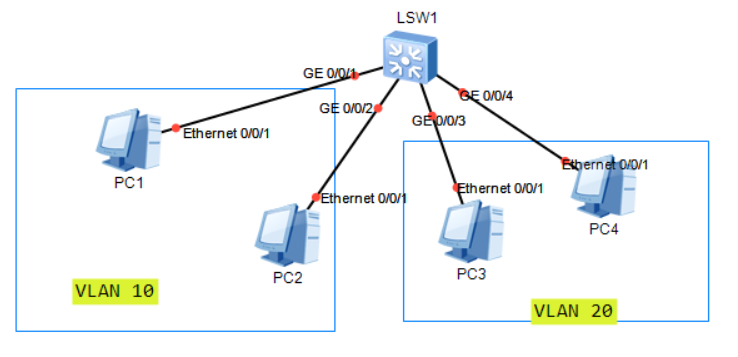 LSW1
GE 0/0/1
GE 0/0/4
GE 0/0/2
GE 0/0/3
Ethernet 0/0/1
Ethernet 0/0/1
PC1
Ethernet 0/0/1
Ethernet 0/0/1
PC4
PC2
PC3
VLAN 10
VLAN 20